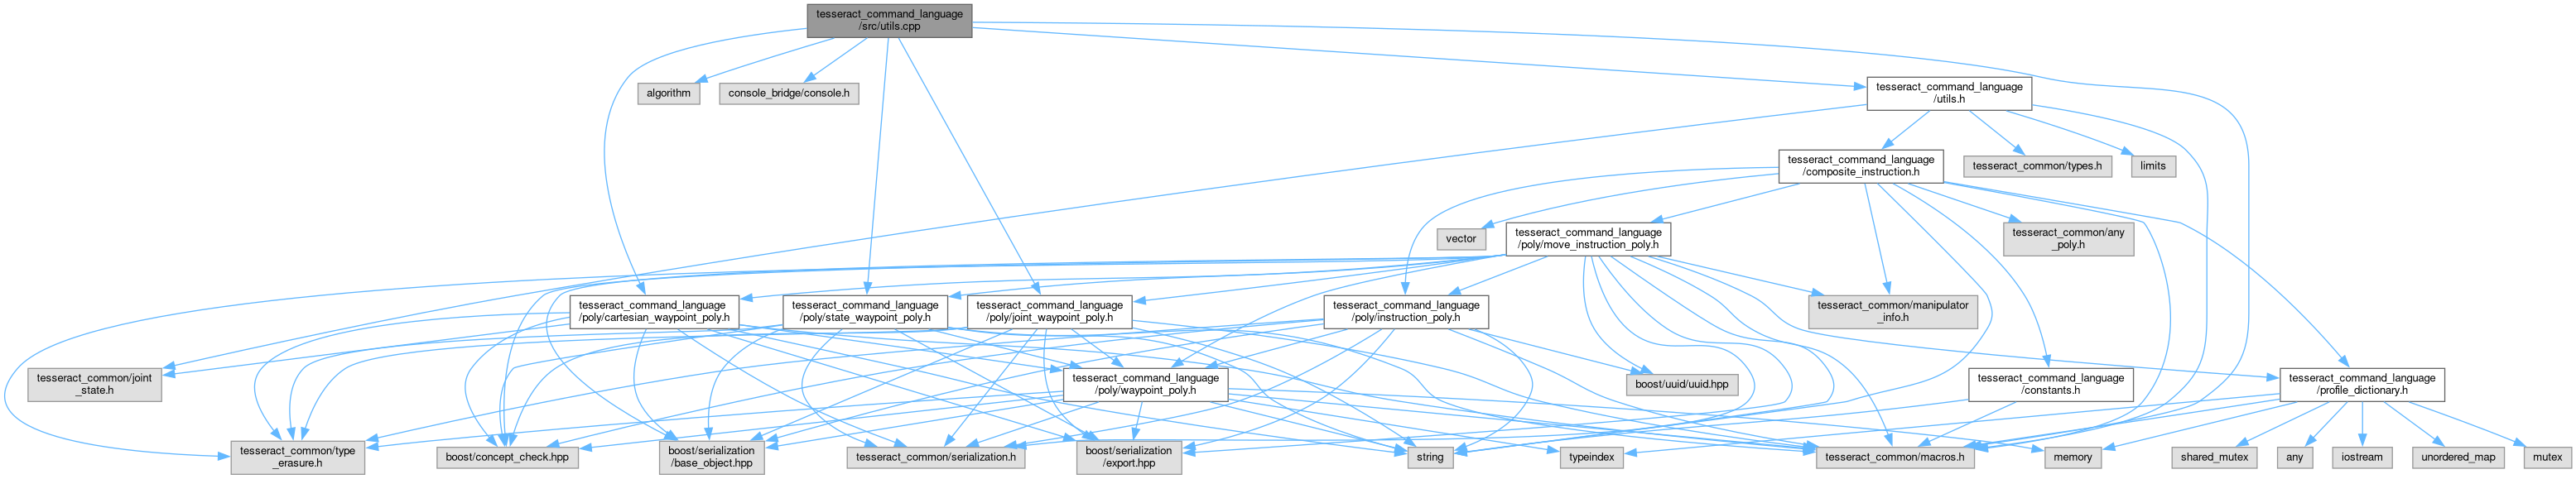 tesseract_command_language
/src/utils.cpp
algorithm
console_bridge/console.h
tesseract_command_language
/utils.h
tesseract_command_language
/composite_instruction.h
tesseract_common/types.h
limits
vector
tesseract_command_language
/poly/move_instruction_poly.h
tesseract_common/any
_poly.h
tesseract_command_language
/poly/cartesian_waypoint_poly.h
tesseract_command_language
/poly/state_waypoint_poly.h
tesseract_command_language
/poly/joint_waypoint_poly.h
tesseract_command_language
/poly/instruction_poly.h
tesseract_common/manipulator
_info.h
tesseract_common/joint
_state.h
tesseract_command_language
/poly/waypoint_poly.h
boost/uuid/uuid.hpp
tesseract_command_language
/constants.h
tesseract_command_language
/profile_dictionary.h
tesseract_common/type
_erasure.h
boost/concept_check.hpp
boost/serialization
/base_object.hpp
tesseract_common/serialization.h
boost/serialization
/export.hpp
string
typeindex
tesseract_common/macros.h
memory
shared_mutex
any
iostream
unordered_map
mutex